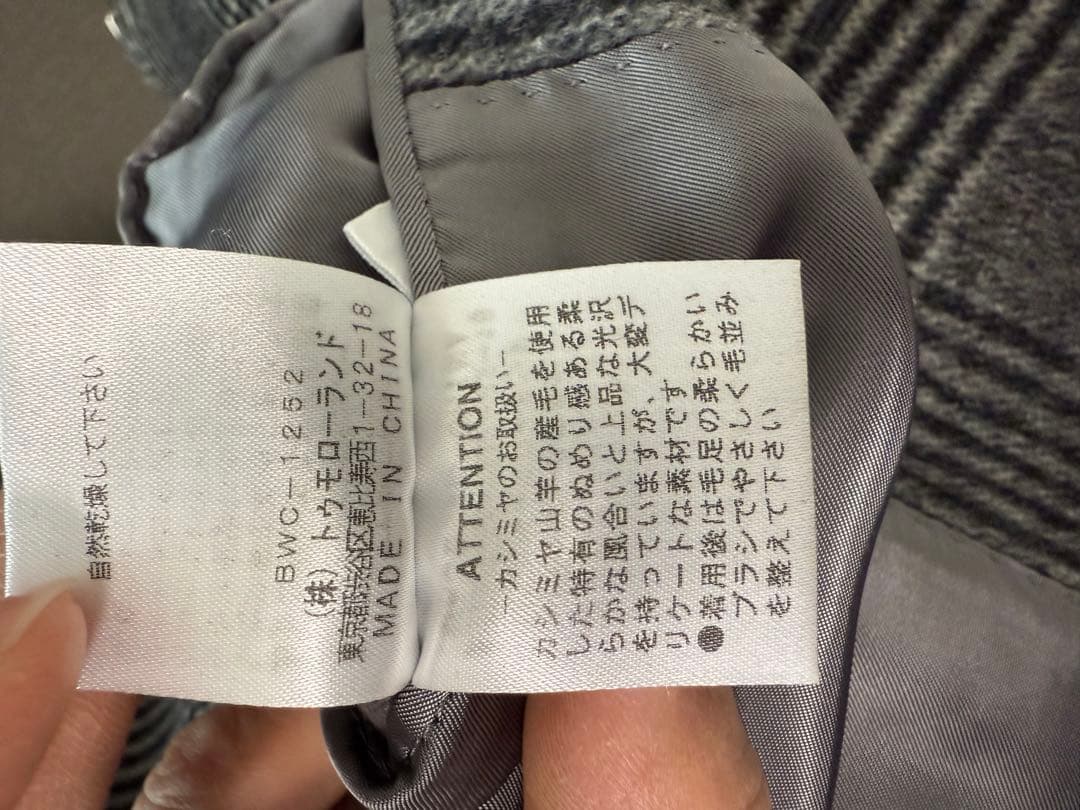 自然乾燥して下さい
BWC-1252
(株)トゥモローランド
東京都渋谷区恵比寿西1-32-18
MADE IN CHINA
ATTENTION
-カシミヤのお取扱い-
カシミヤ山羊の産毛を使用
した特有のぬめり感ある柔
らかな風合いと上品な光沢
を持っていますが、大変デ
リケートな素材です
●着用後は毛足の柔らかい
ブラシでやさしく毛並み
を整えて下さい